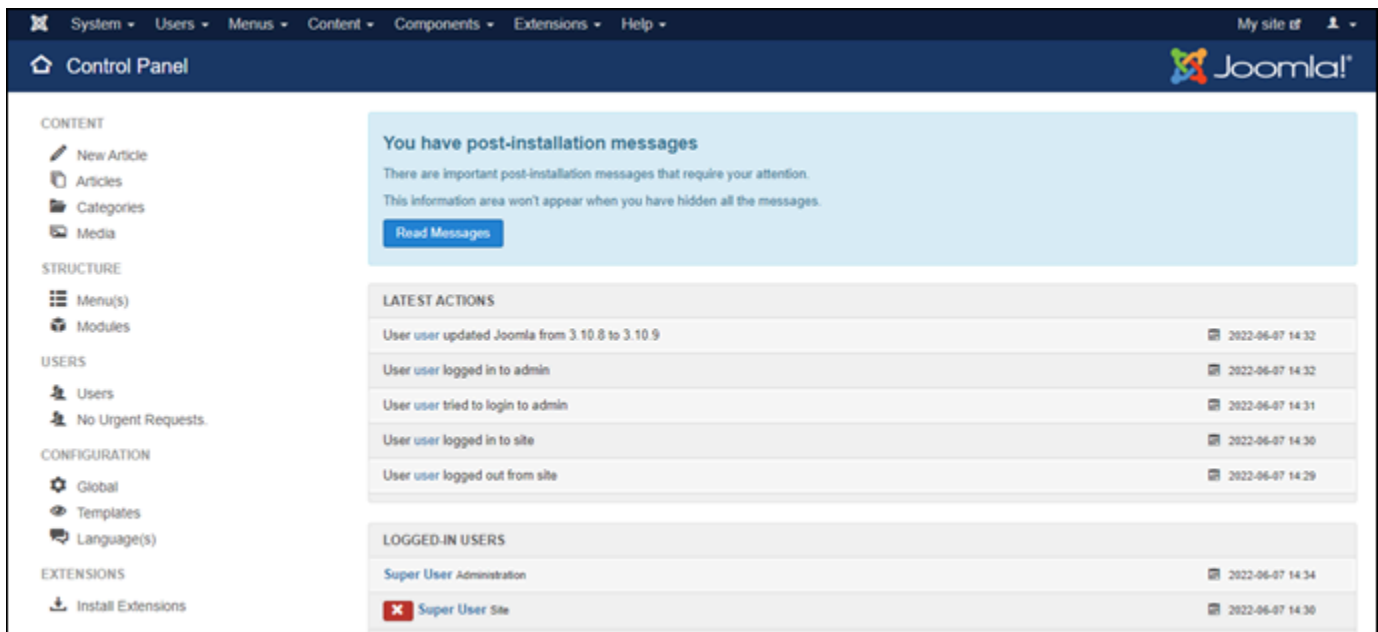 System Users Menus Content Components Extensions Help My site
Control Panel Joomla!®
CONTENT
New Article
Articles
Categories
Media
STRUCTURE
Menu(s)
Modules
USERS
Users
No Urgent Requests.
CONFIGURATION
Global
Templates
Language(s)
EXTENSIONS
Install Extensions
You have post-installation messages
There are important post-installation messages that require your attention.
This information area won't appear when you have hidden all the messages.
Read Messages
LATEST ACTIONS
User user updated Joomla from 3.10.8 to 3.10.9 2022-06-07 14:32
User user logged in to admin 2022-06-07 14:32
User user tried to login to admin 2022-06-07 14:31
User user logged in to site 2022-06-07 14:30
User user logged out from site 2022-06-07 14:29
LOGGED-IN USERS
Super User Administration 2022-06-07 14:34
Super User Site 2022-06-07 14:30